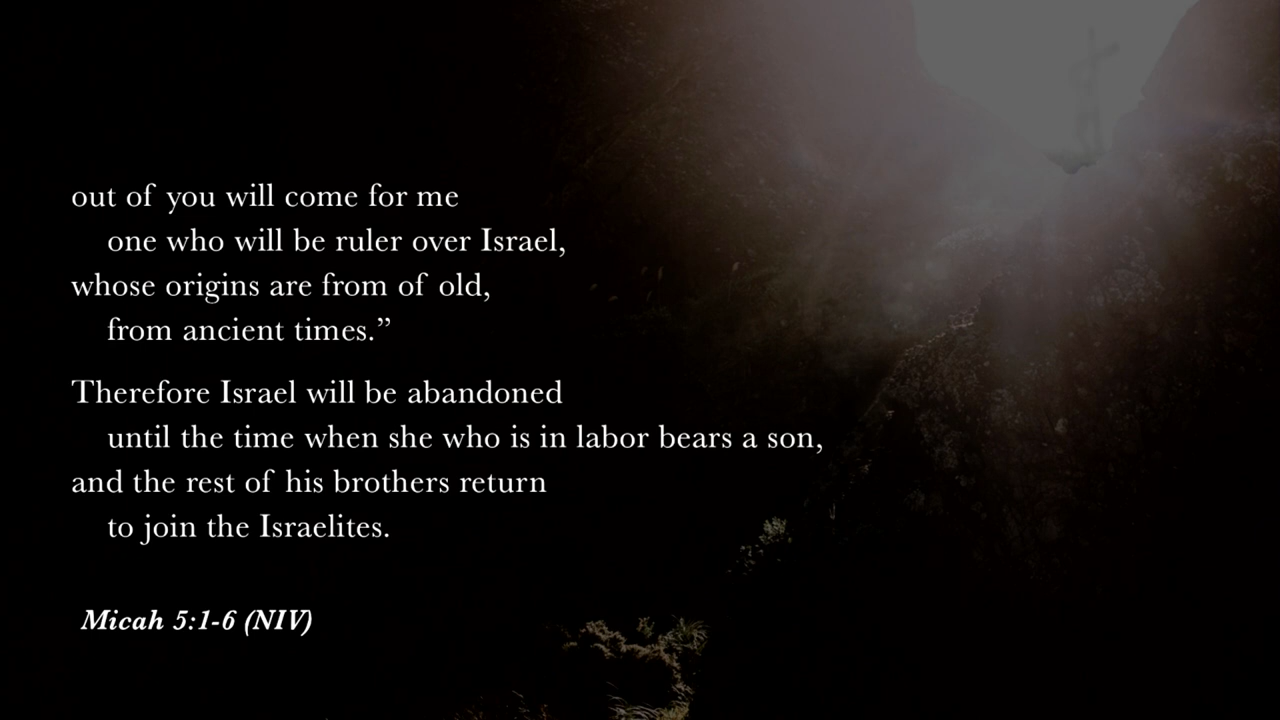 out of you will come for me
one who will be ruler over Israel,
whose origins are from of old,
from ancient times.”
Therefore Israel will be abandoned
until the time when she who is in labor bears a son,
and the rest of his brothers return
to join the Israelites.
Micah 5:1-6 (NIV)